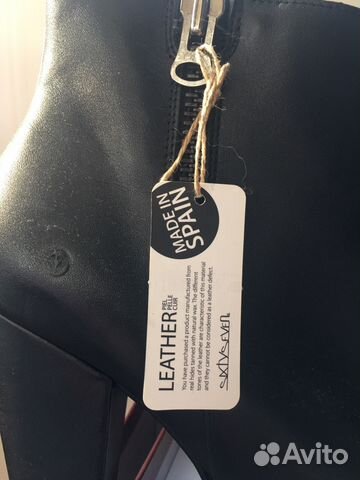 MADE IN
SPAIN
LEATHER
PIEL
PELLE
CUIR
You have purchased a product manufactured from
real hides tanned with natural wax. The different
tones of the leather are characteristic of this material
and they cannot be considered as a leather defect.
SIXTYSEVEN
Avito